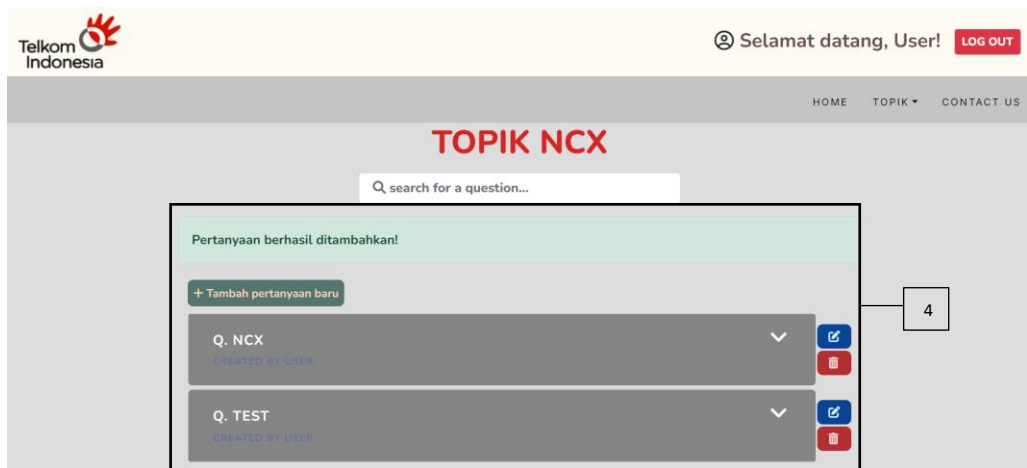 Telkom
Indonesia
Selamat datang, User!
LOG OUT
HOME
TOPIK
CONTACT US
TOPIK NCX
search for a question...
Pertanyaan berhasil ditambahkan!
+ Tambah pertanyaan baru
4
Q. NCX
CREATED BY USER
Q. TEST
CREATED BY USER